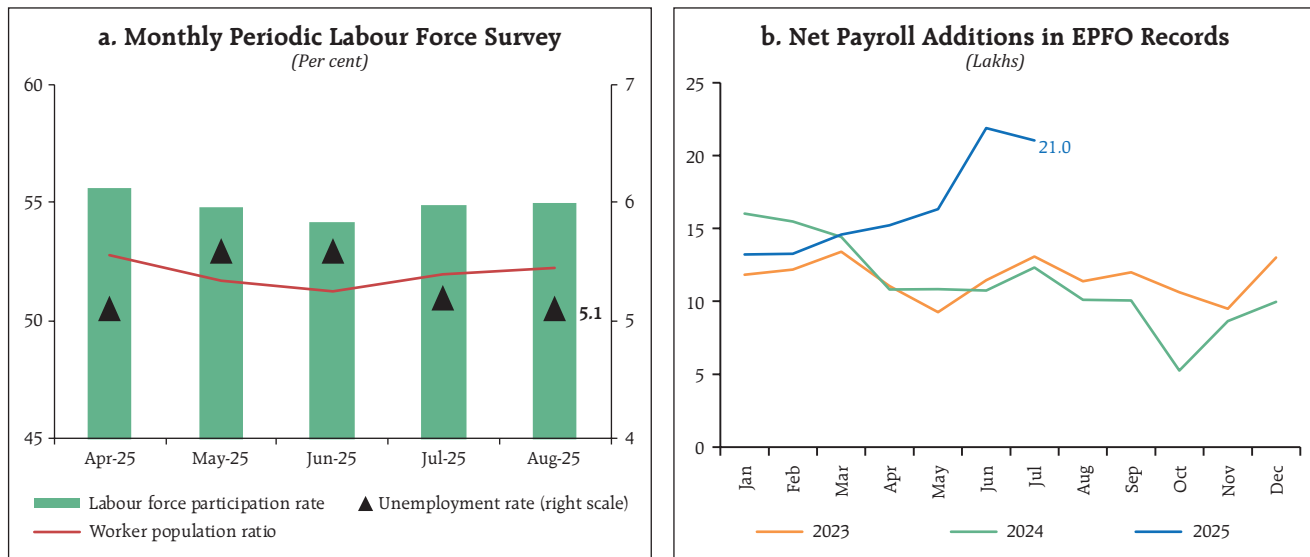 a. Monthly Periodic Labour Force Survey
(Per cent)
60
55
50
45
7
6
5
4
5.1
Apr-25 May-25 Jun-25 Jul-25 Aug-25
Labour force participation rate ▲ Unemployment rate (right scale)
Worker population ratio
b. Net Payroll Additions in EPFO Records
(Lakhs)
25
20
15
10
5
0
21.0
Jan Feb Mar Apr May Jun Jul Aug Sep Oct Nov Dec
2023 2024 2025